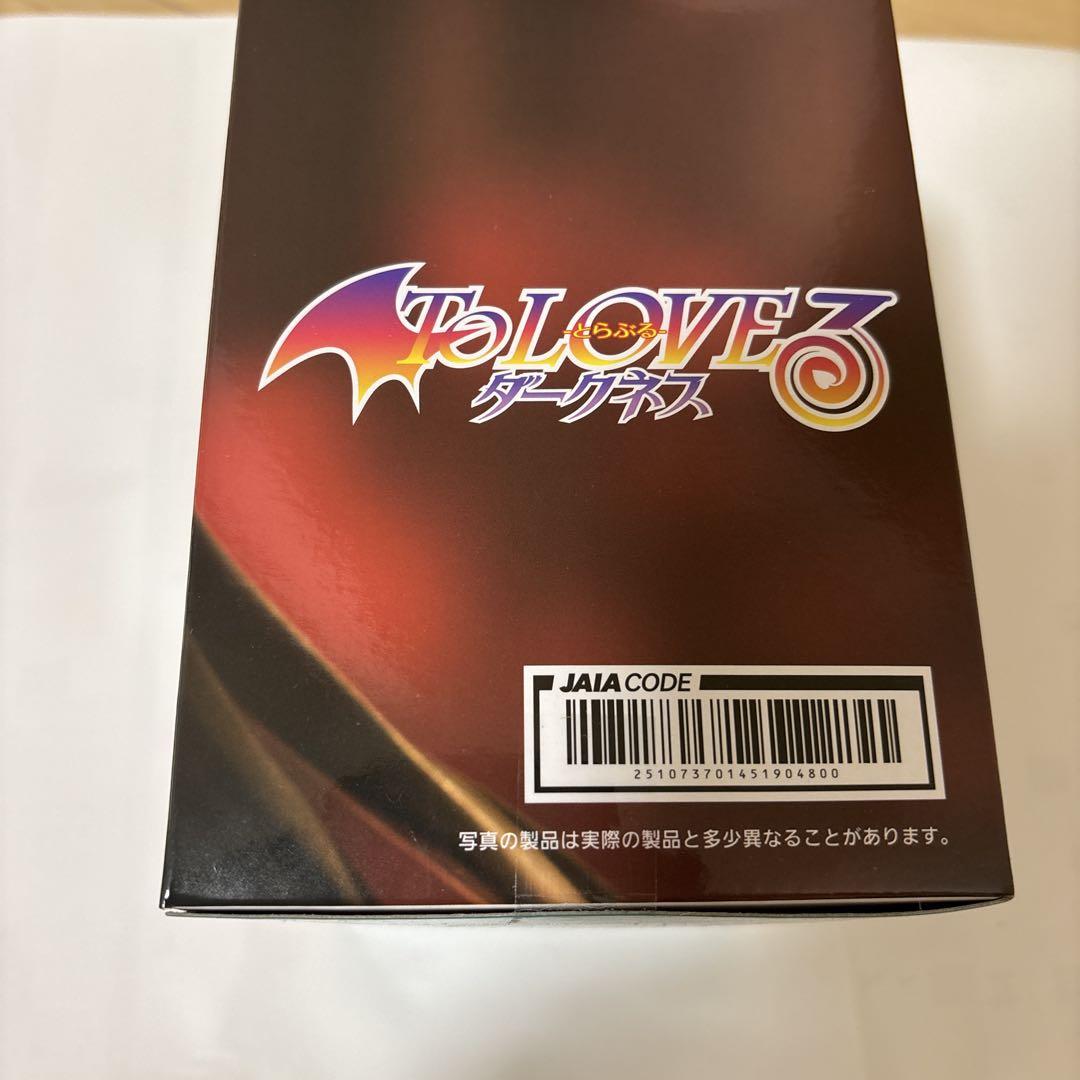 To LOVEる
-とらぶる-
ダークネス
JAIA CODE
251073701451904800
写真の製品は実際の製品と多少異なることがあります。